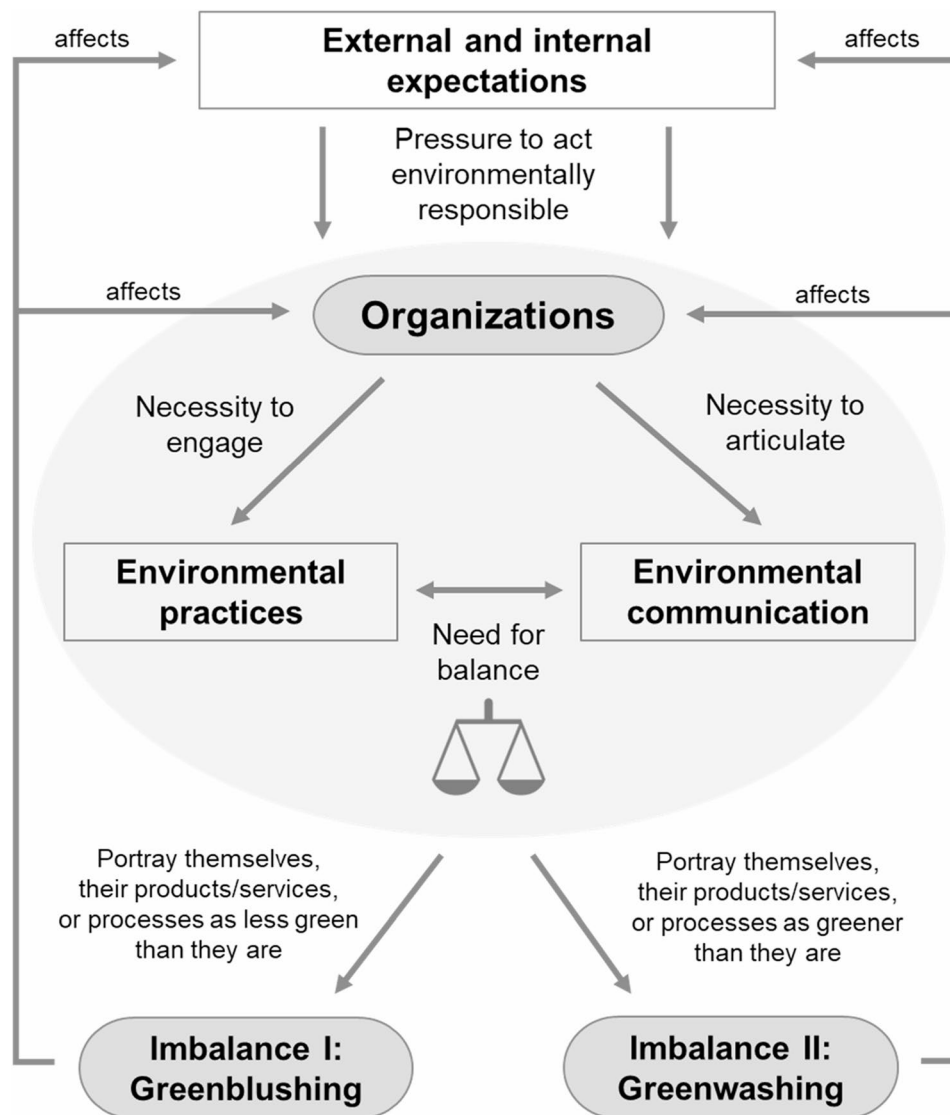 affects
External and internal
expectations
affects
Pressure to act
environmentally
responsible
affects
Organizations
affects
Necessity to
engage
Necessity to
articulate
Environmental
practices
Environmental
communication
Need for
balance
Portray themselves,
their products/services,
or processes as less green
than they are
Portray themselves,
their products/services,
or processes as greener
than they are
Imbalance I:
Greenblushing
Imbalance II:
Greenwashing